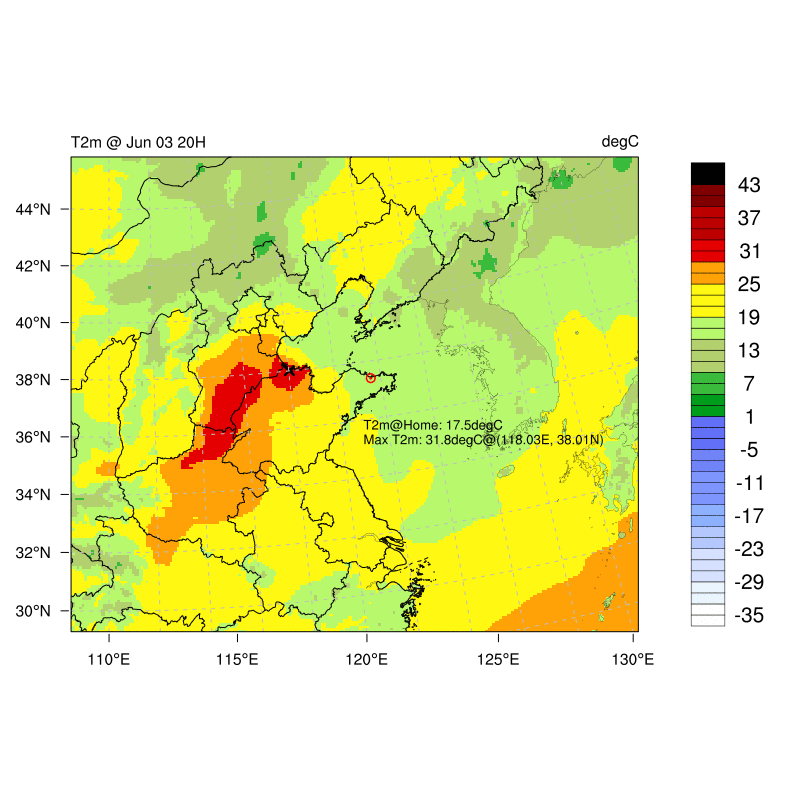 T2m @ Jun 03 20H
degC
44°N
42°N
40°N
38°N
36°N
34°N
32°N
30°N
110°E
115°E
120°E
125°E
130°E
T2m@Home: 17.5degC
Max T2m: 31.8degC@(118.03E, 38.01N)
43
37
31
25
19
13
7
1
-5
-11
-17
-23
-29
-35